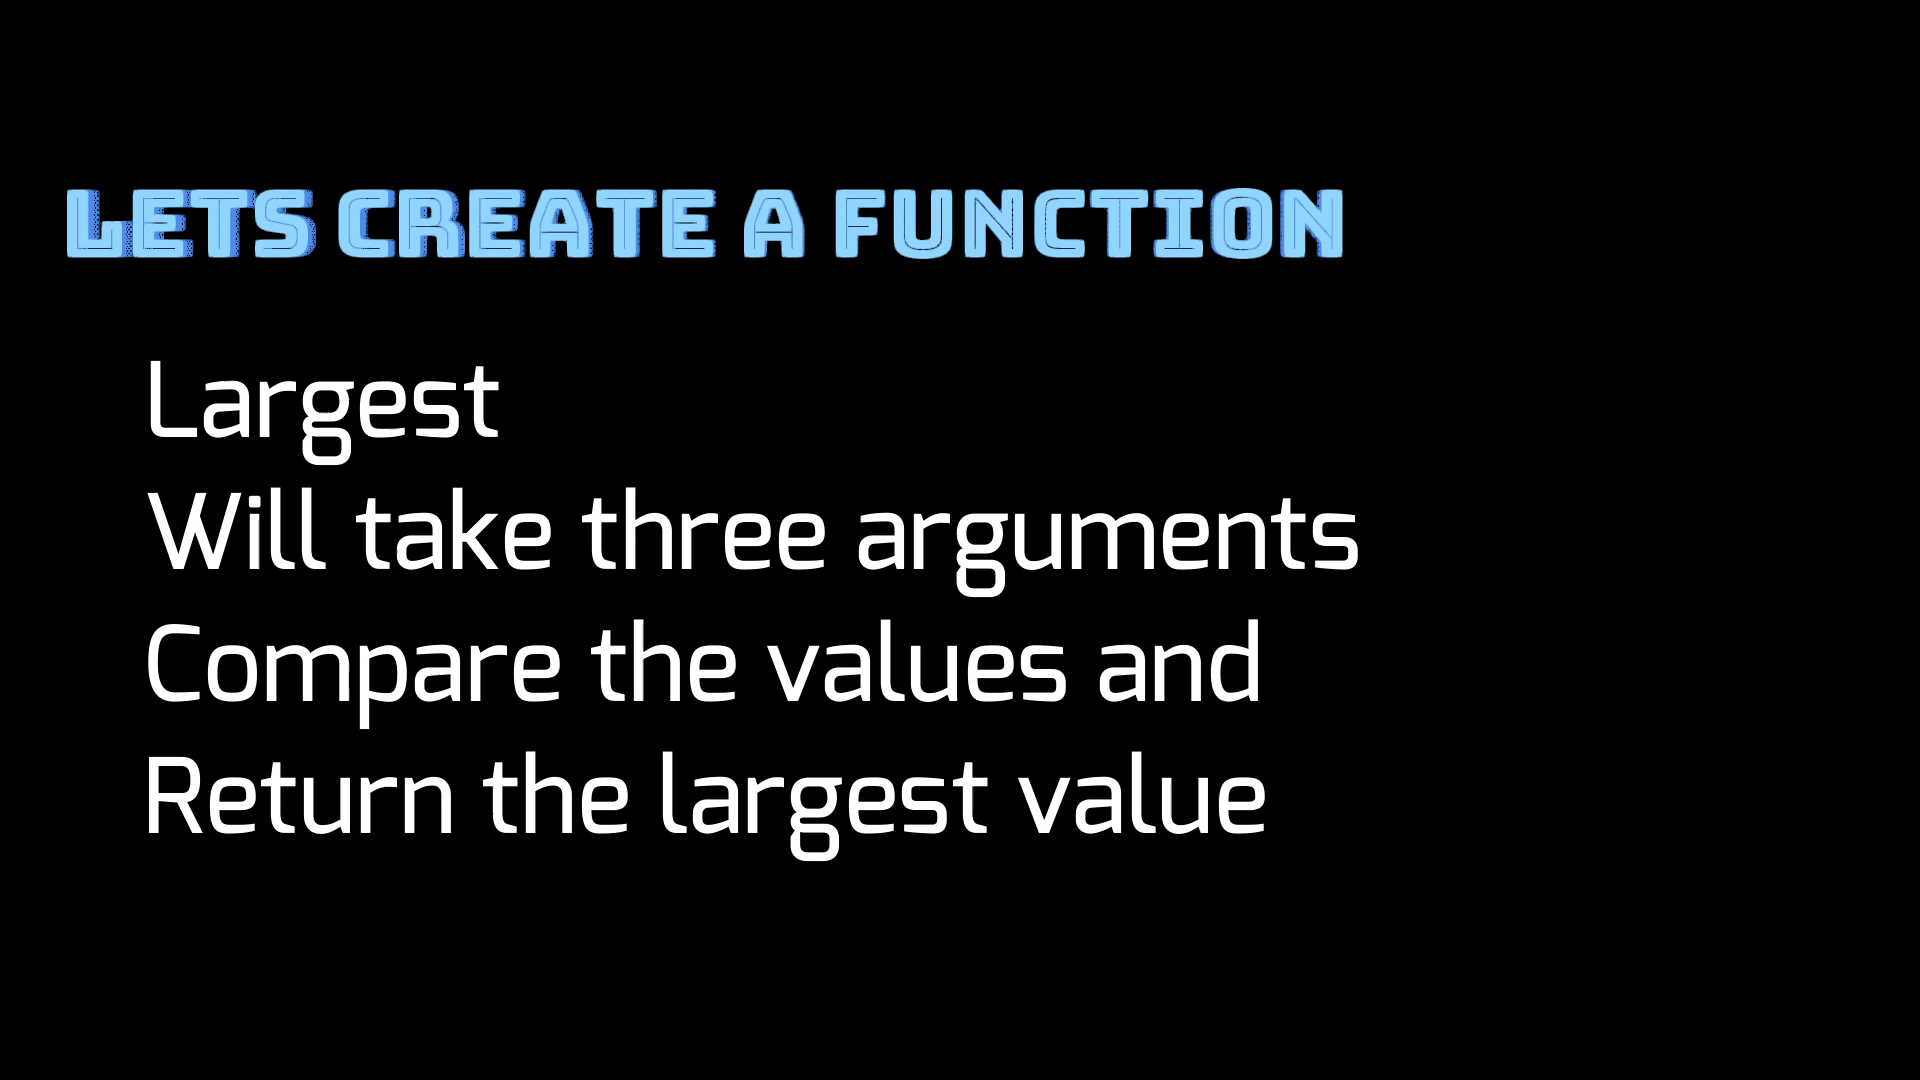 LETS CREATE A FUNCTION
Largest
Will take three arguments
Compare the values and
Return the largest value